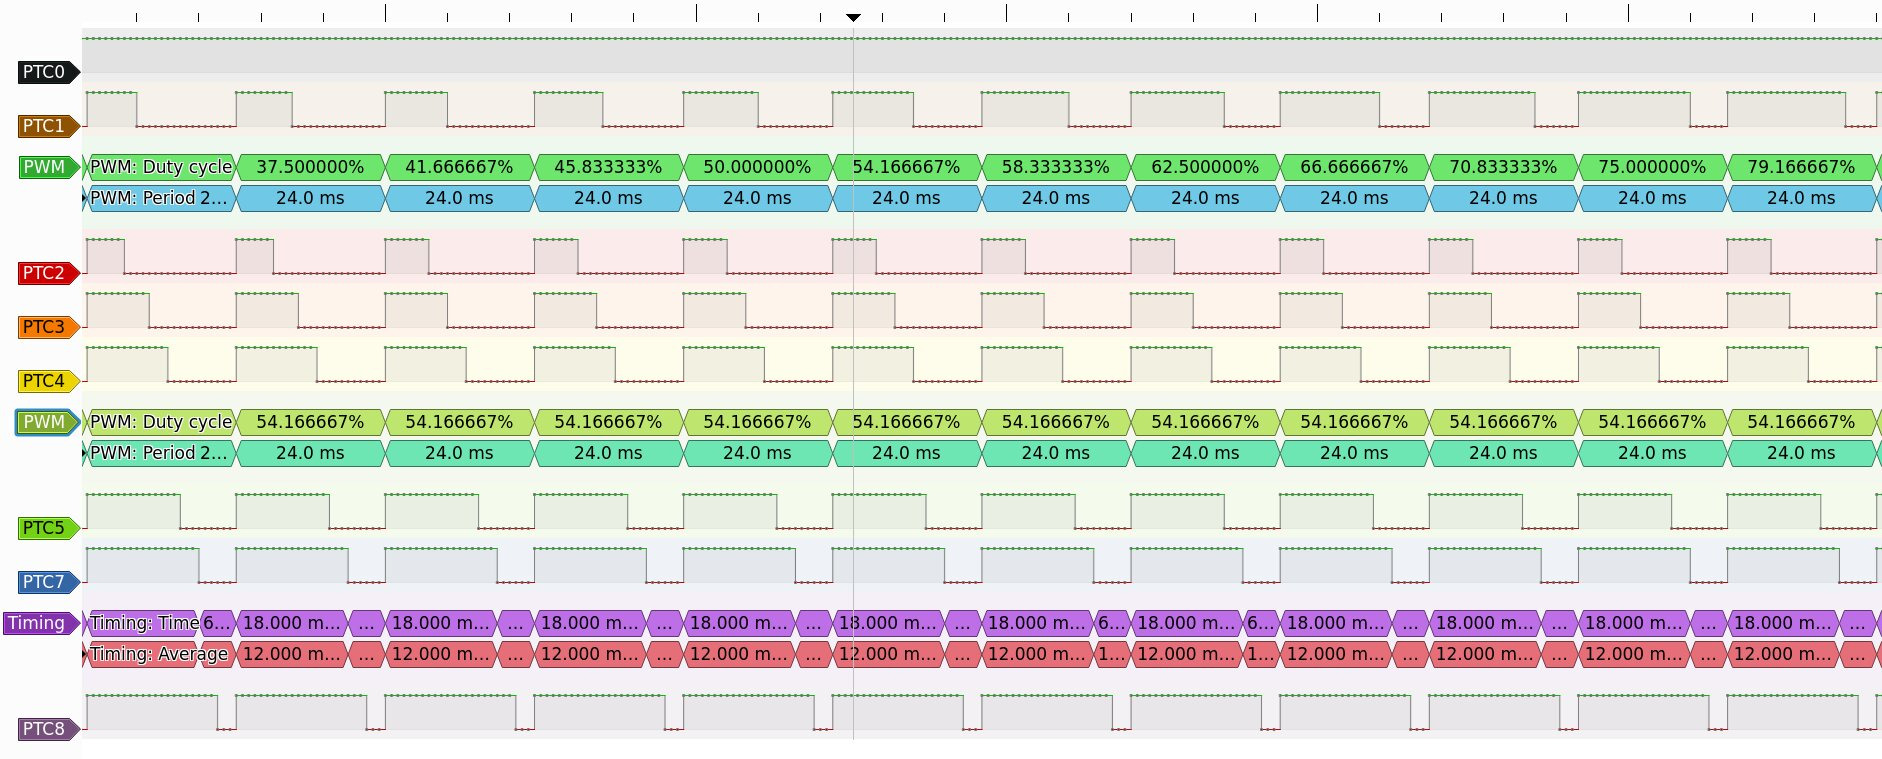 PTC0
PTC1
PWM PWM: Duty cycle 37.500000% 41.666667% 45.833333% 50.000000% 54.166667% 58.333333% 62.500000% 66.666667% 70.833333% 75.000000% 79.166667%
PWM: Period 2... 24.0 ms 24.0 ms 24.0 ms 24.0 ms 24.0 ms 24.0 ms 24.0 ms 24.0 ms 24.0 ms 24.0 ms 24.0 ms
PTC2
PTC3
PTC4
PWM PWM: Duty cycle 54.166667% 54.166667% 54.166667% 54.166667% 54.166667% 54.166667% 54.166667% 54.166667% 54.166667% 54.166667% 54.166667%
PWM: Period 2... 24.0 ms 24.0 ms 24.0 ms 24.0 ms 24.0 ms 24.0 ms 24.0 ms 24.0 ms 24.0 ms 24.0 ms 24.0 ms
PTC5
PTC7
Timing Timing: Time 6... 18.000 m... ... 18.000 m... ... 18.000 m... ... 18.000 m... ... 18.000 m... ... 18.000 m... 6... 18.000 m... 6... 18.000 m... ... 18.000 m... ... 18.000 m... ... 18.000 m... ...
Timing: Average 12.000 m... ... 12.000 m... ... 12.000 m... ... 12.000 m... ... 12.000 m... ... 12.000 m... 1... 12.000 m... 1... 12.000 m... ... 12.000 m... ... 12.000 m... ... 12.000 m... ...
PTC8